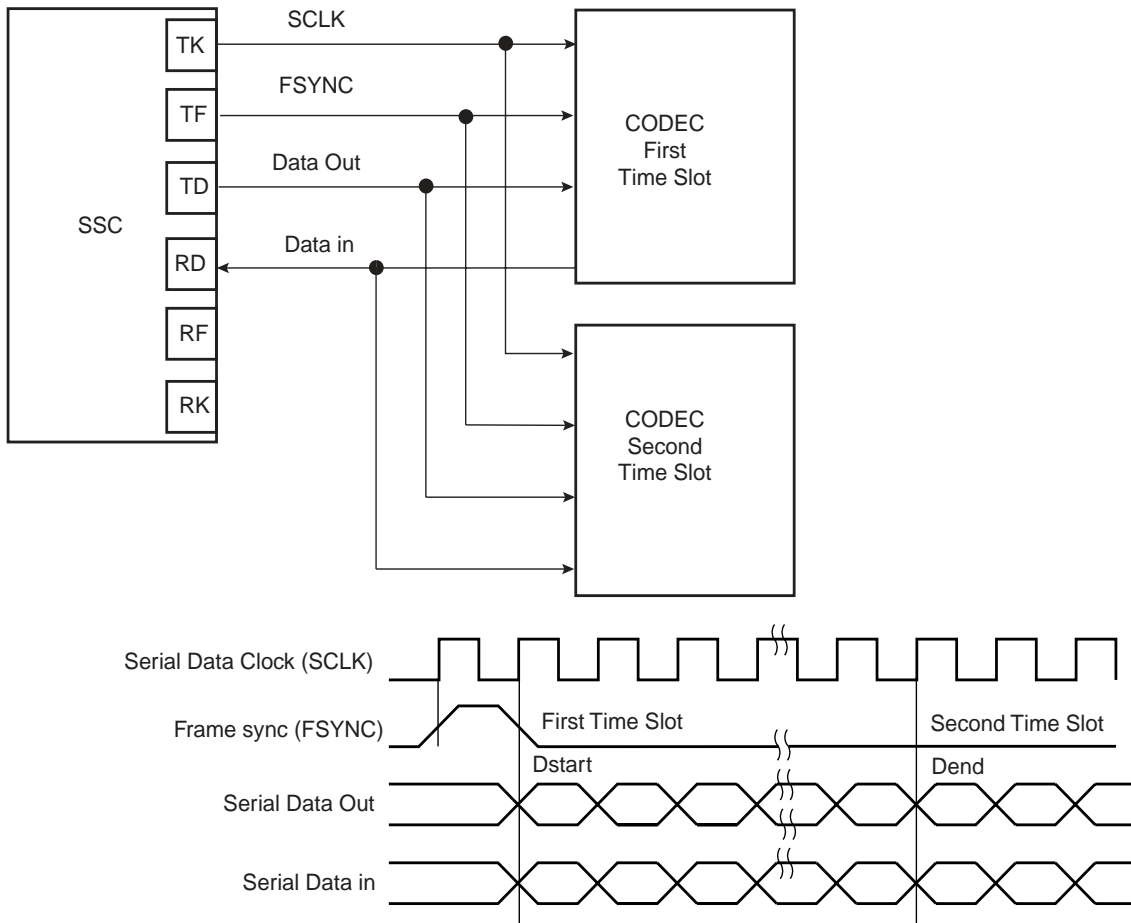 SSC
TK
TF
TD
RD
RF
RK
SCLK
FSYNC
Data Out
Data in
CODEC
First
Time Slot
CODEC
Second
Time Slot
Serial Data Clock (SCLK)
Frame sync (FSYNC)
First Time Slot
Second Time Slot
Dstart
Dend
Serial Data Out
Serial Data in